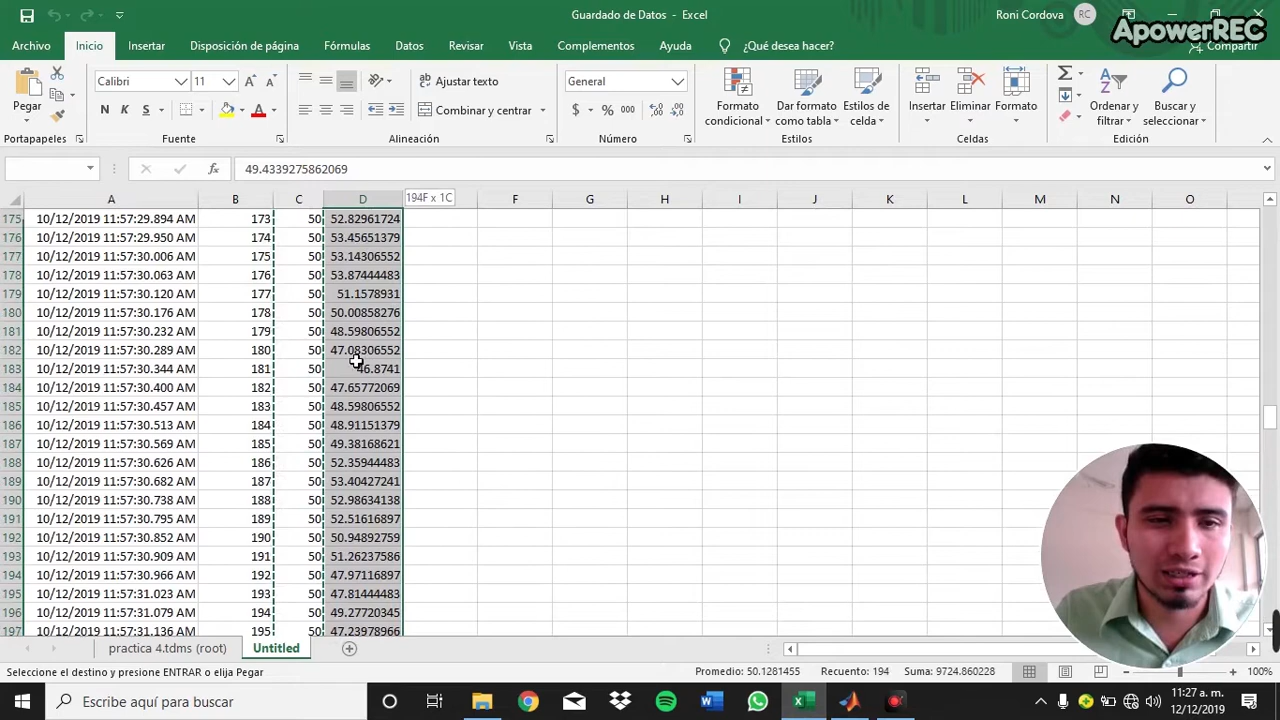 Guardado de Datos - Excel
Roni Cordova RC
ApowerREC
Archivo Inicio Insertar Disposición de página Fórmulas Datos Revisar Vista Complementos Ayuda ¿Qué desea hacer? Compartir
Pegar
Calibri 11
N K S
Ajustar texto
Combinar y centrar
General
$ % 000
Formato condicional
Dar formato como tabla
Estilos de celda
Insertar Eliminar Formato
Ordenar y filtrar
Buscar y seleccionar
Portapapeles Fuente Alineación Número Estilos Celdas Edición
fx 49.4339275862069
A B C D 194F x 1C F G H I J K L M N O
175 10/12/2019 11:57:29.894 AM 173 50 52.82961724
176 10/12/2019 11:57:29.950 AM 174 50 53.45651379
177 10/12/2019 11:57:30.006 AM 175 50 53.14306552
178 10/12/2019 11:57:30.063 AM 176 50 53.87444483
179 10/12/2019 11:57:30.120 AM 177 50 51.1578931
180 10/12/2019 11:57:30.176 AM 178 50 50.00858276
181 10/12/2019 11:57:30.232 AM 179 50 48.59806552
182 10/12/2019 11:57:30.289 AM 180 50 47.08306552
183 10/12/2019 11:57:30.344 AM 181 50 46.8741
184 10/12/2019 11:57:30.400 AM 182 50 47.65772069
185 10/12/2019 11:57:30.457 AM 183 50 48.59806552
186 10/12/2019 11:57:30.513 AM 184 50 48.91151379
187 10/12/2019 11:57:30.569 AM 185 50 49.38168621
188 10/12/2019 11:57:30.626 AM 186 50 52.35944483
189 10/12/2019 11:57:30.682 AM 187 50 53.40427241
190 10/12/2019 11:57:30.738 AM 188 50 52.98634138
191 10/12/2019 11:57:30.795 AM 189 50 52.51616897
192 10/12/2019 11:57:30.852 AM 190 50 50.94892759
193 10/12/2019 11:57:30.909 AM 191 50 51.26237586
194 10/12/2019 11:57:30.966 AM 192 50 47.97116897
195 10/12/2019 11:57:31.023 AM 193 50 47.81444483
196 10/12/2019 11:57:31.079 AM 194 50 49.27720345
197 10/12/2019 11:57:31.136 AM 195 50 47.23978966
practica 4.tdms (root) Untitled
Seleccione el destino y presione ENTRAR o elija Pegar Promedio: 50.1281455 Recuento: 194 Suma: 9724.860228 100%
Escribe aquí para buscar
11:27 a. m.
12/12/2019